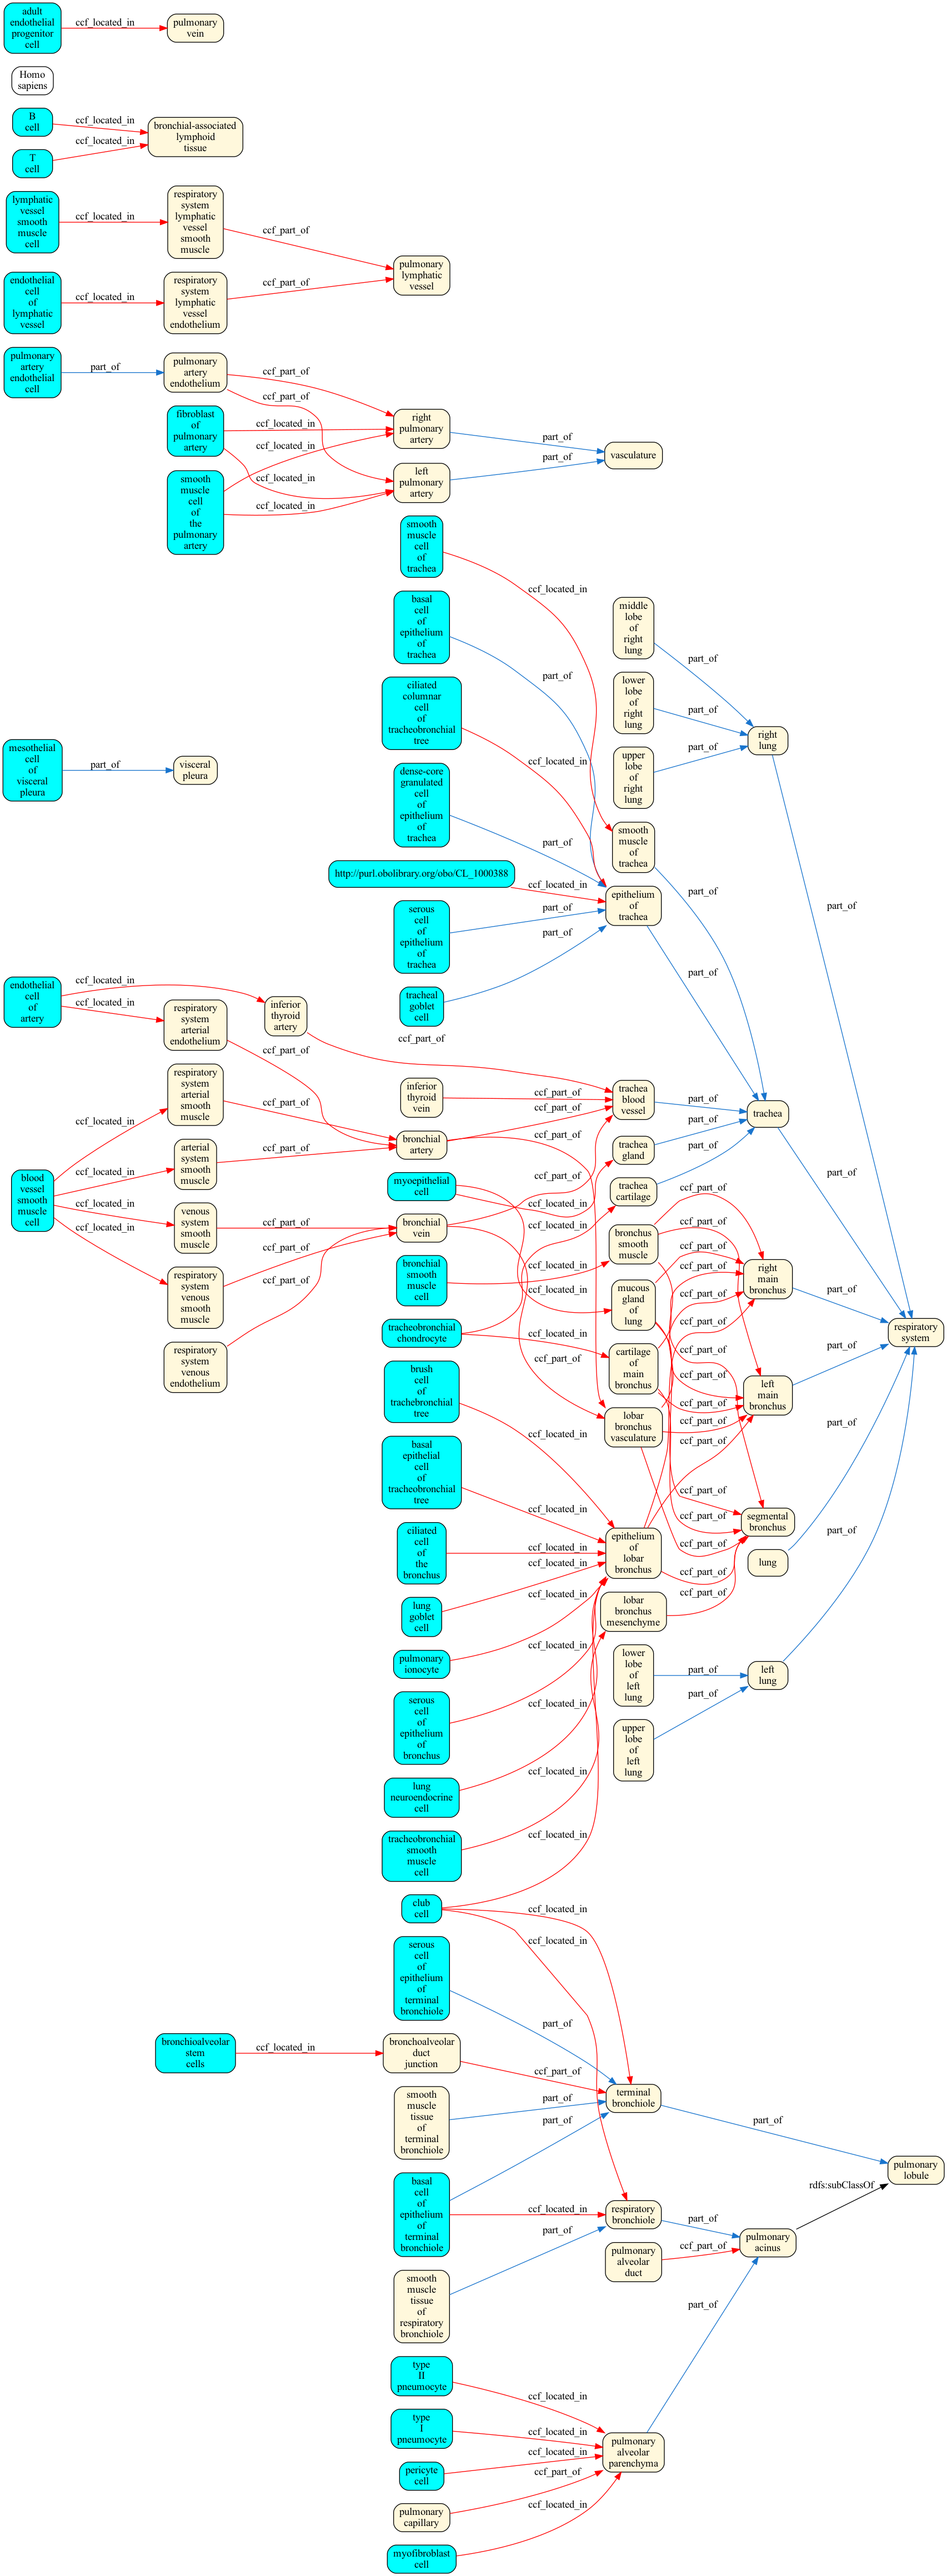 adult
endothelial
progenitor
cell
ccf_located_in
pulmonary
vein
Homo
sapiens
B
cell
ccf_located_in
T
cell
ccf_located_in
bronchial-associated
lymphoid
tissue
lymphatic
vessel
smooth
muscle
cell
ccf_located_in
respiratory
system
lymphatic
vessel
smooth
muscle
ccf_part_of
endothelial
cell
of
lymphatic
vessel
ccf_located_in
respiratory
system
lymphatic
vessel
endothelium
ccf_part_of
pulmonary
lymphatic
vessel
pulmonary
artery
endothelial
cell
part_of
pulmonary
artery
endothelium
ccf_part_of
ccf_part_of
fibroblast
of
pulmonary
artery
ccf_located_in
ccf_located_in
smooth
muscle
cell
of
the
pulmonary
artery
ccf_located_in
ccf_located_in
right
pulmonary
artery
part_of
left
pulmonary
artery
part_of
vasculature
smooth
muscle
cell
of
trachea
ccf_located_in
basal
cell
of
epithelium
of
trachea
part_of
ciliated
columnar
cell
of
tracheobronchial
tree
ccf_located_in
dense-core
granulated
cell
of
epithelium
of
trachea
part_of
http://purl.obolibrary.org/obo/CL_1000388
ccf_located_in
serous
cell
of
epithelium
of
trachea
part_of
tracheal
goblet
cell
part_of
middle
lobe
of
right
lung
part_of
lower
lobe
of
right
lung
part_of
upper
lobe
of
right
lung
part_of
right
lung
part_of
smooth
muscle
of
trachea
part_of
epithelium
of
trachea
part_of
mesothelial
cell
of
visceral
pleura
part_of
visceral
pleura
endothelial
cell
of
artery
ccf_located_in
ccf_located_in
respiratory
system
arterial
endothelium
ccf_part_of
inferior
thyroid
artery
ccf_part_of
respiratory
system
arterial
smooth
muscle
ccf_part_of
arterial
system
smooth
muscle
ccf_part_of
blood
vessel
smooth
muscle
cell
ccf_located_in
ccf_located_in
ccf_located_in
ccf_located_in
venous
system
smooth
muscle
ccf_part_of
respiratory
system
venous
smooth
muscle
ccf_part_of
respiratory
system
venous
endothelium
ccf_part_of
inferior
thyroid
vein
ccf_part_of
bronchial
artery
ccf_part_of
ccf_part_of
myoepithelial
cell
ccf_located_in
ccf_located_in
bronchial
vein
ccf_part_of
ccf_part_of
bronchial
smooth
muscle
cell
ccf_located_in
tracheobronchial
chondrocyte
ccf_located_in
ccf_located_in
trachea
blood
vessel
part_of
trachea
gland
part_of
trachea
cartilage
part_of
trachea
part_of
bronchus
smooth
muscle
ccf_part_of
ccf_part_of
ccf_part_of
mucous
gland
of
lung
ccf_part_of
ccf_part_of
ccf_part_of
cartilage
of
main
bronchus
ccf_part_of
ccf_part_of
ccf_part_of
lobar
bronchus
vasculature
ccf_part_of
ccf_part_of
ccf_part_of
right
main
bronchus
part_of
left
main
bronchus
part_of
segmental
bronchus
respiratory
system
lung
part_of
brush
cell
of
trachebronchial
tree
ccf_located_in
basal
epithelial
cell
of
tracheobronchial
tree
ccf_located_in
ciliated
cell
of
the
bronchus
ccf_located_in
lung
goblet
cell
ccf_located_in
pulmonary
ionocyte
ccf_located_in
serous
cell
of
epithelium
of
bronchus
ccf_located_in
lung
neuroendocrine
cell
ccf_located_in
tracheobronchial
smooth
muscle
cell
ccf_located_in
epithelium
of
lobar
bronchus
ccf_part_of
ccf_part_of
ccf_part_of
lobar
bronchus
mesenchyme
ccf_part_of
lower
lobe
of
left
lung
part_of
upper
lobe
of
left
lung
part_of
left
lung
part_of
club
cell
ccf_located_in
ccf_located_in
ccf_located_in
serous
cell
of
epithelium
of
terminal
bronchiole
part_of
bronchioalveolar
stem
cells
ccf_located_in
bronchoalveolar
duct
junction
ccf_part_of
smooth
muscle
tissue
of
terminal
bronchiole
part_of
basal
cell
of
epithelium
of
terminal
bronchiole
part_of
ccf_located_in
smooth
muscle
tissue
of
respiratory
bronchiole
part_of
terminal
bronchiole
part_of
respiratory
bronchiole
part_of
pulmonary
alveolar
duct
ccf_part_of
pulmonary
acinus
rdfs:subClassOf
pulmonary
lobule
type
II
pneumocyte
ccf_located_in
type
I
pneumocyte
ccf_located_in
pericyte
cell
ccf_located_in
pulmonary
capillary
ccf_part_of
myofibroblast
cell
ccf_located_in
pulmonary
alveolar
parenchyma
part_of